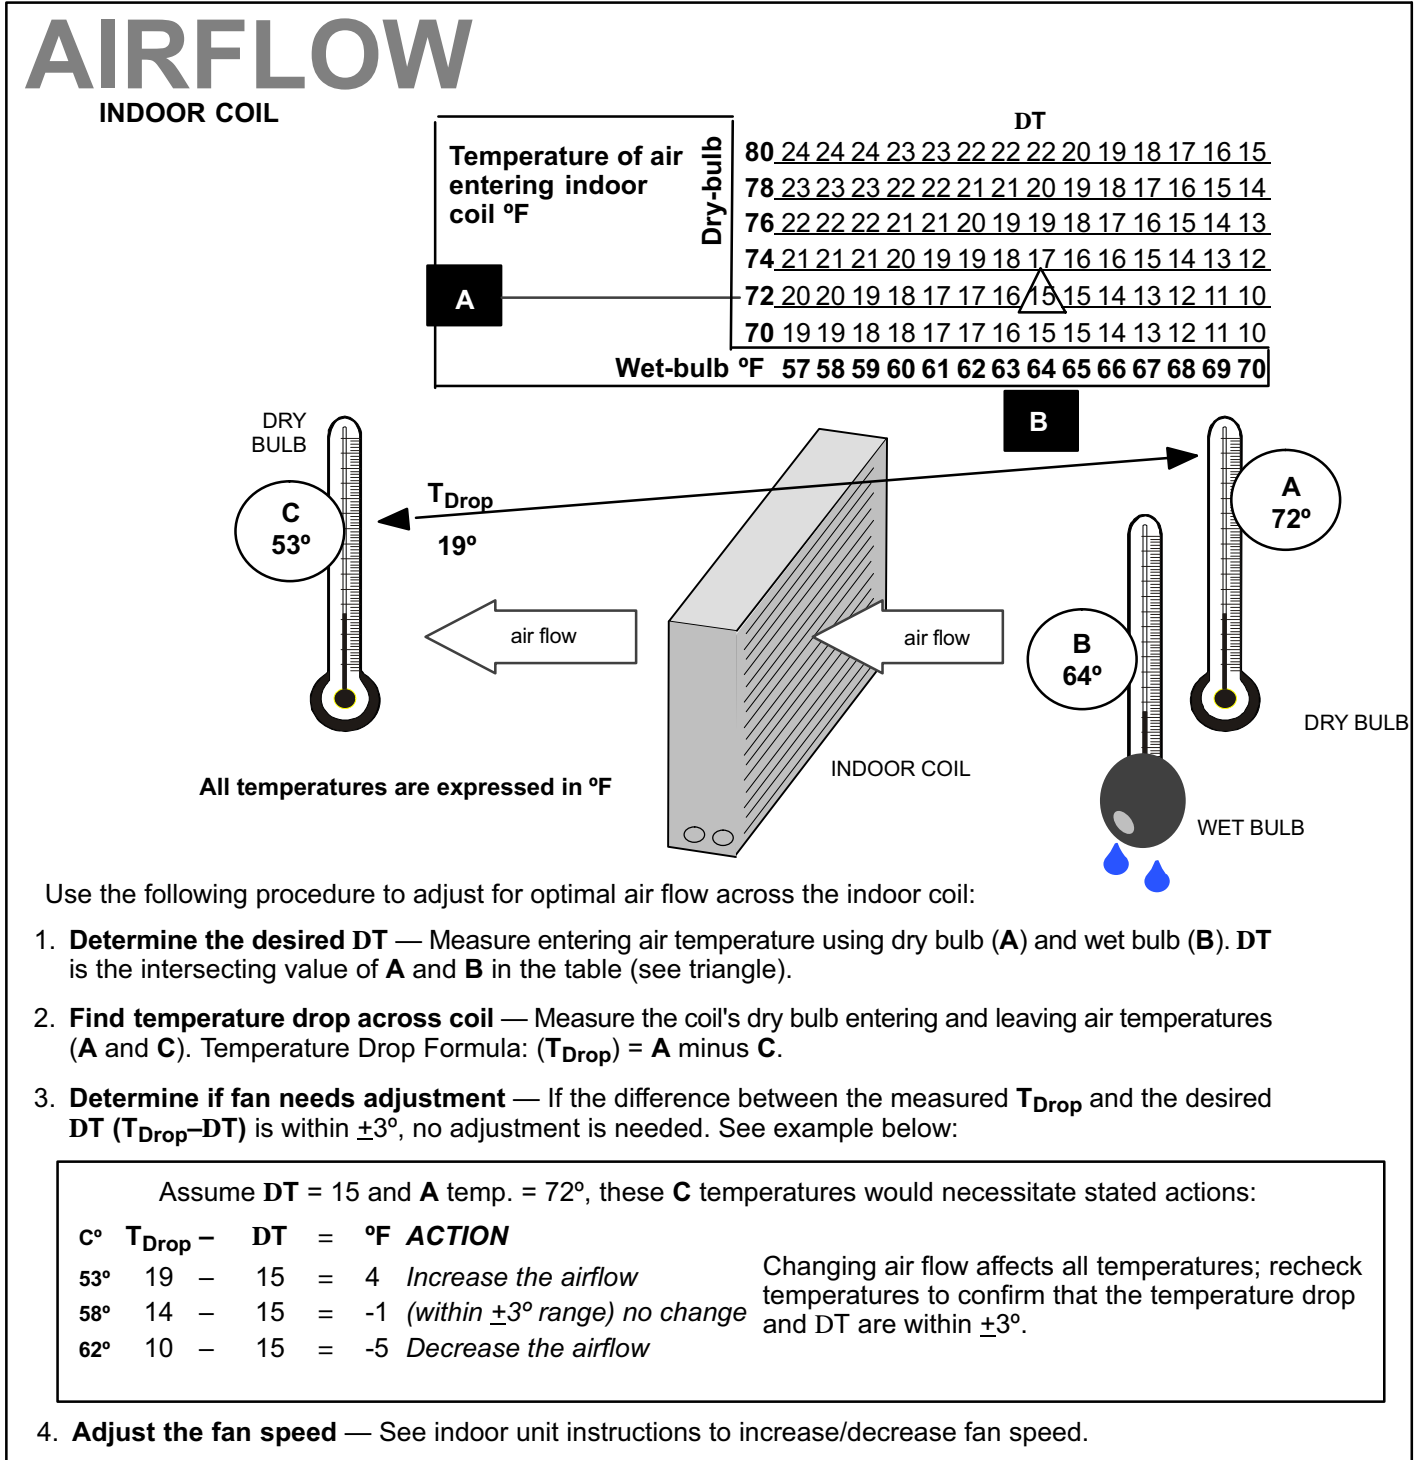 AIRFLOW
INDOOR COIL
DT
Temperature of air
entering indoor
coil ºF
Dry-bulb
80 24 24 24 23 23 22 22 22 20 19 18 17 16 15
78 23 23 23 22 22 21 21 20 19 18 17 16 15 14
76 22 22 22 21 21 20 19 19 18 17 16 15 14 13
74 21 21 21 20 19 19 18 17 16 16 15 14 13 12
A
72 20 20 19 18 17 17 16 15 15 14 13 12 11 10
70 19 19 18 18 17 17 16 15 15 14 13 12 11 10
Wet-bulb ºF 57 58 59 60 61 62 63 64 65 66 67 68 69 70
B
DRY
BULB
C
53º
TDrop
19º
A
72º
air flow
air flow
B
64º
DRY BULB
INDOOR COIL
All temperatures are expressed in ºF
WET BULB
Use the following procedure to adjust for optimal air flow across the indoor coil:
1. Determine the desired DT — Measure entering air temperature using dry bulb (A) and wet bulb (B). DT
is the intersecting value of A and B in the table (see triangle).
2. Find temperature drop across coil — Measure the coil's dry bulb entering and leaving air temperatures
(A and C). Temperature Drop Formula: (TDrop) = A minus C.
3. Determine if fan needs adjustment — If the difference between the measured TDrop and the desired
DT (TDrop–DT) is within ±3º, no adjustment is needed. See example below:
Assume DT = 15 and A temp. = 72º, these C temperatures would necessitate stated actions:
Cº TDrop – DT = ºF ACTION
53º 19 – 15 = 4 Increase the airflow
58º 14 – 15 = -1 (within ±3º range) no change
62º 10 – 15 = -5 Decrease the airflow
Changing air flow affects all temperatures; recheck
temperatures to confirm that the temperature drop
and DT are within ±3º.
4. Adjust the fan speed — See indoor unit instructions to increase/decrease fan speed.